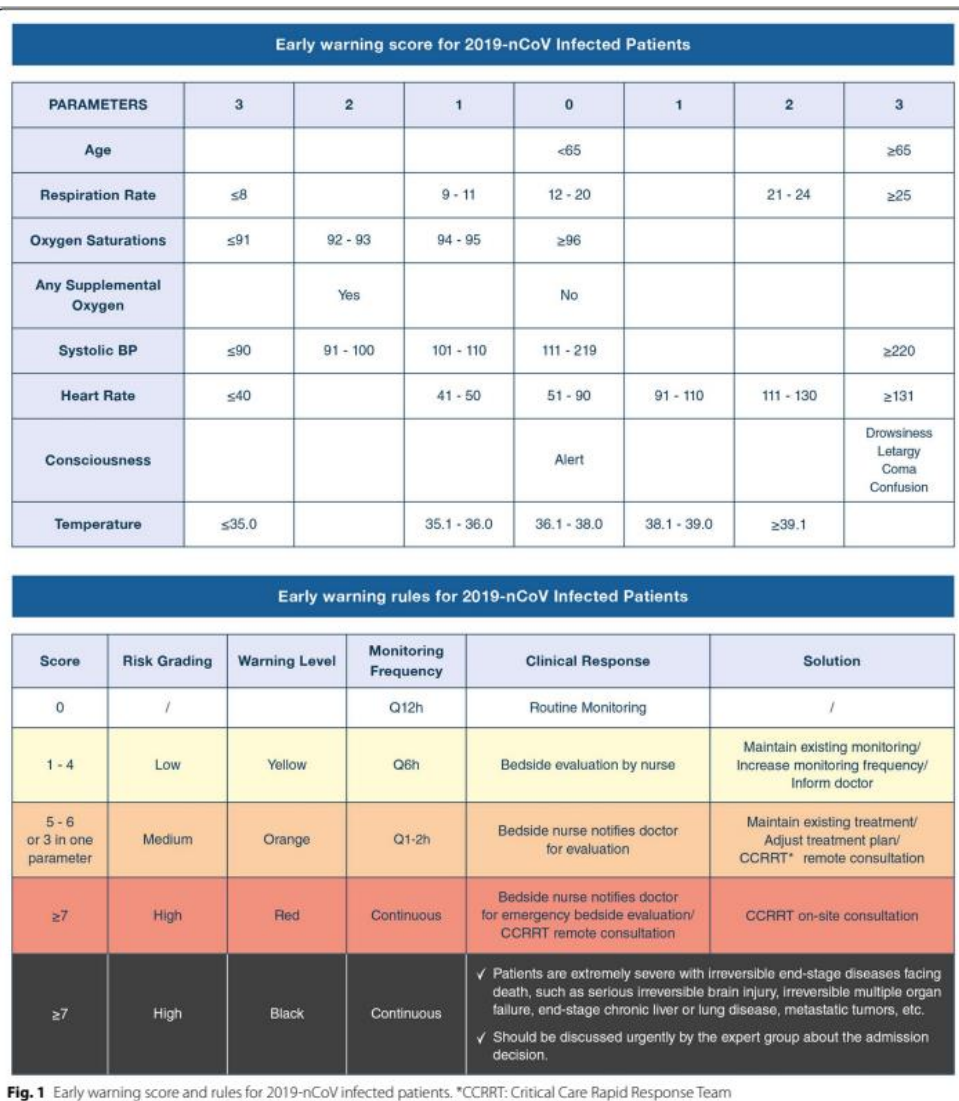 Early warning score for 2019-nCoV Infected Patients
PARAMETERS 3 2 1 0 1 2 3
Age <65 ≥65
Respiration Rate ≤8 9 - 11 12 - 20 21 - 24 ≥25
Oxygen Saturations ≤91 92 - 93 94 - 95 ≥96
Any Supplemental
Oxygen
Yes No
Systolic BP ≤90 91 - 100 101 - 110 111 - 219 ≥220
Heart Rate ≤40 41 - 50 51 - 90 91 - 110 111 - 130 ≥131
Consciousness Alert
Drowsiness
Letargy
Coma
Confusion
Temperature ≤35.0 35.1 - 36.0 36.1 - 38.0 38.1 - 39.0 ≥39.1
Early warning rules for 2019-nCoV Infected Patients
Score Risk Grading Warning Level Monitoring
Frequency
Clinical Response Solution
0 / Q12h Routine Monitoring /
1 - 4 Low Yellow Q6h Bedside evaluation by nurse
Maintain existing monitoring/
Increase monitoring frequency/
Inform doctor
5 - 6
or 3 in one
parameter
Medium Orange Q1-2h
Bedside nurse notifies doctor
for evaluation
Maintain existing treatment/
Adjust treatment plan/
CCRRT* remote consultation
≥7 High Red Continuous
Bedside nurse notifies doctor
for emergency bedside evaluation/
CCRRT remote consultation
CCRRT on-site consultation
≥7 High Black Continuous
✓ Patients are extremely severe with irreversible end-stage diseases facing
death, such as serious irreversible brain injury, irreversible multiple organ
failure, end-stage chronic liver or lung disease, metastatic tumors, etc.
✓ Should be discussed urgently by the expert group about the admission
decision.
Fig. 1 Early warning score and rules for 2019-nCoV infected patients. *CCRRT: Critical Care Rapid Response Team